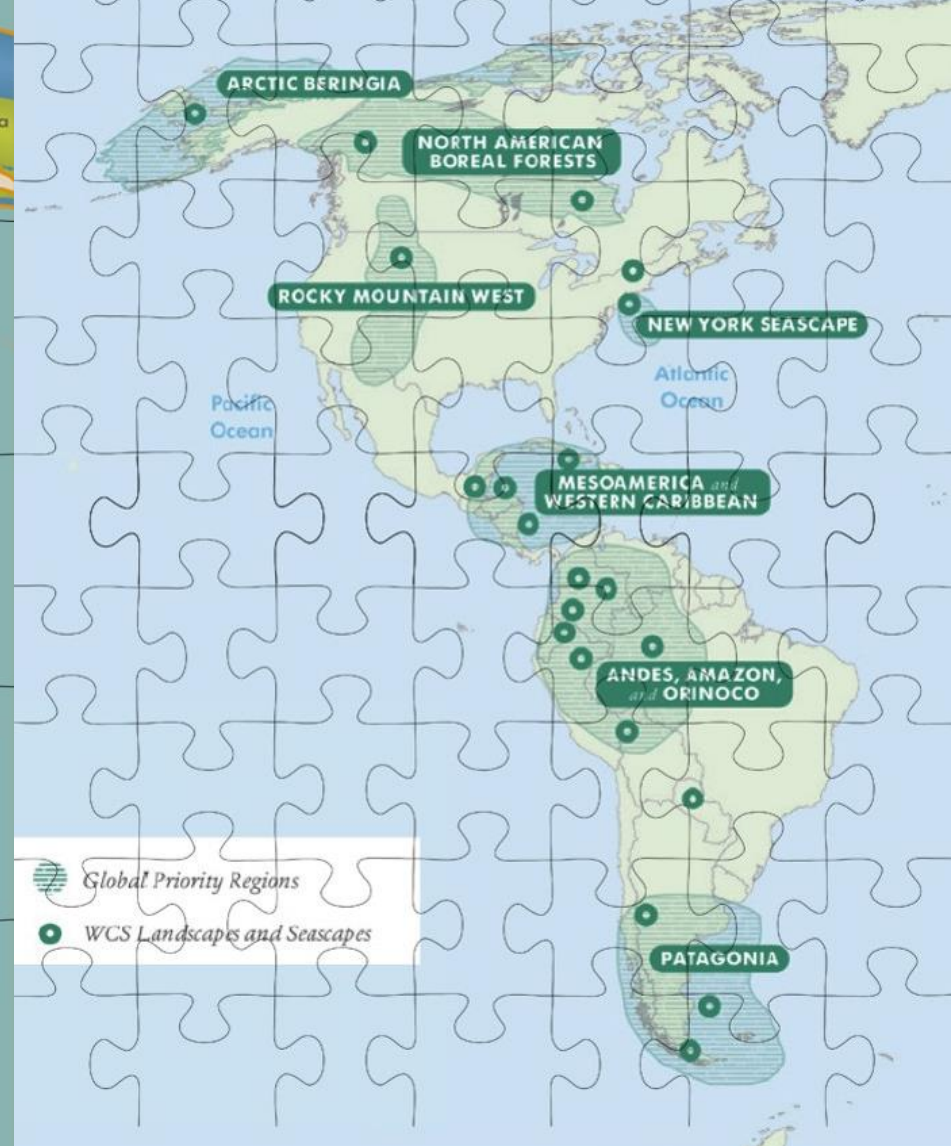 a
ARCTIC BERINGIA
NORTH AMERICAN
BOREAL FORESTS
ROCKY MOUNTAIN WEST
NEW YORK SEASCAPE
Atlantic
Ocean
Pacific
Ocean
MESOAMERICA and
WESTERN CARIBBEAN
ANDES, AMAZON,
and ORINOCO
PATAGONIA
Global Priority Regions
WCS Landscapes and Seascapes